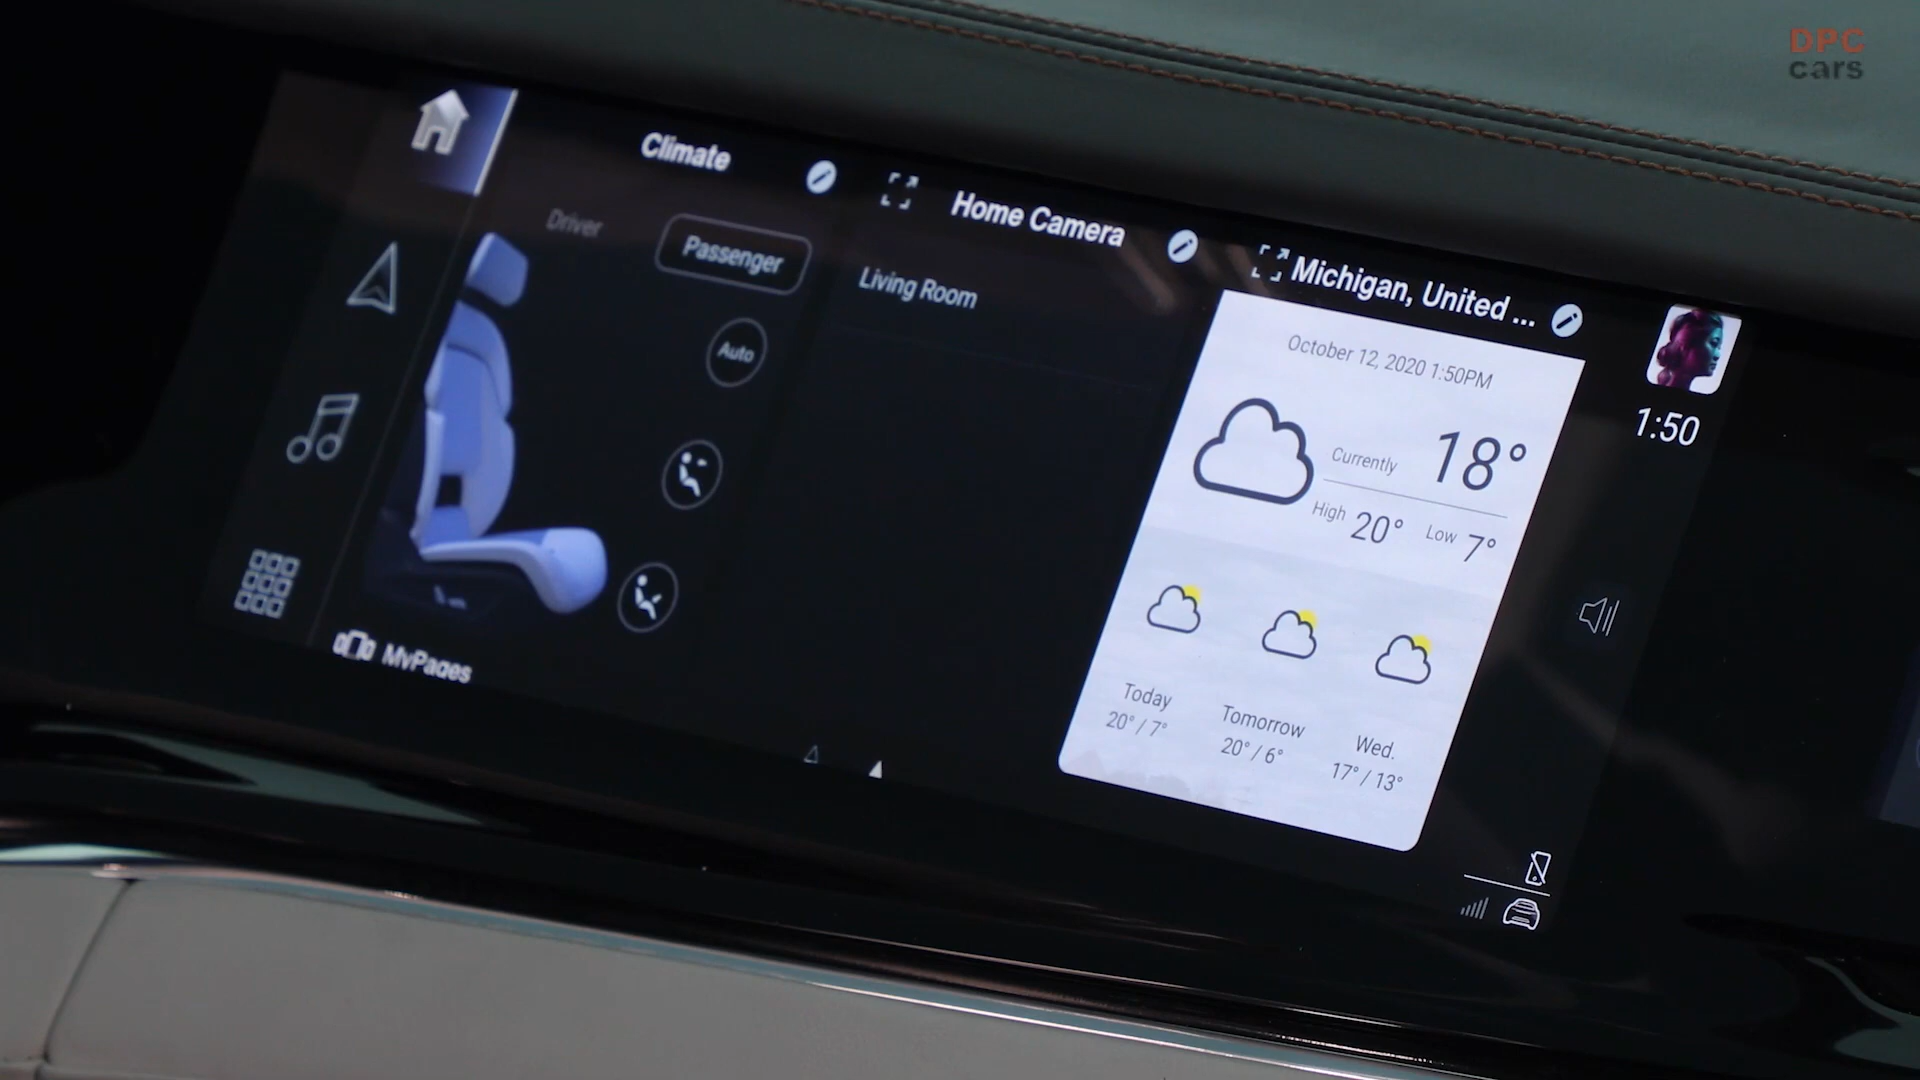 DPC
cars
Climate
Driver
Passenger
Auto
MyPages
Home Camera
Living Room
Michigan, United ...
October 12, 2020 1:50PM
Currently 18°
High 20° Low 7°
Today
20° / 7°
Tomorrow
20° / 6°
Wed.
17° / 13°
1:50